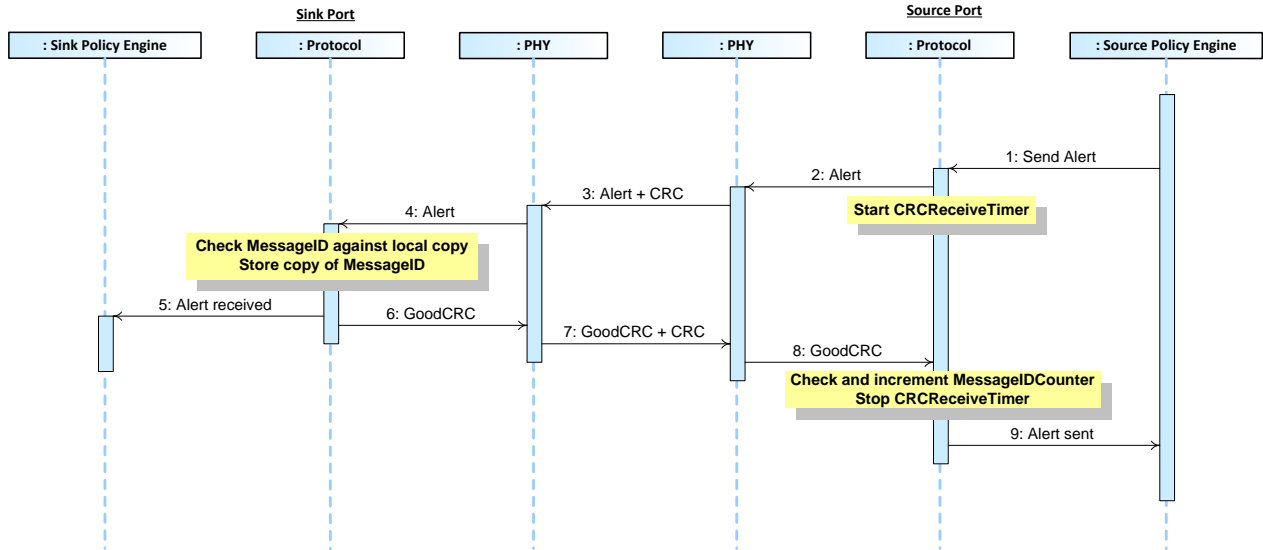 Sink Port
Source Port
: Sink Policy Engine
: Protocol
: PHY
: PHY
: Protocol
: Source Policy Engine
1: Send Alert
2: Alert
3: Alert + CRC
Start CRCReceiveTimer
4: Alert
Check MessageID against local copy
Store copy of MessageID
5: Alert received
6: GoodCRC
7: GoodCRC + CRC
8: GoodCRC
Check and increment MessageIDCounter
Stop CRCReceiveTimer
9: Alert sent